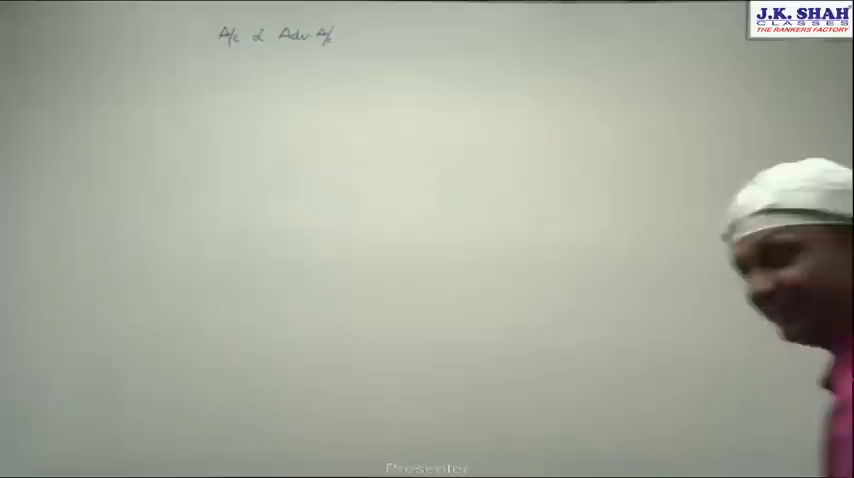 A/c & Adv. A/c
J.K. SHAH®
CLASSES
THE RANKERS FACTORY
Presenter